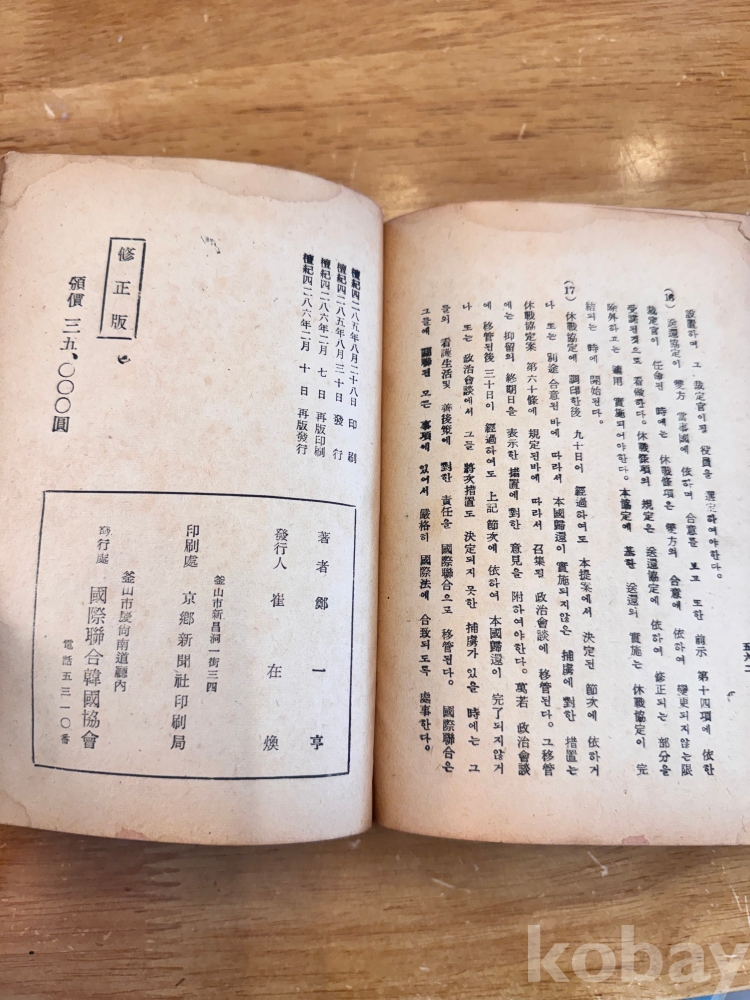 設置하여 그 裁定官이될 役員을 選定하여야한다.
(16) 送還協定이 雙方 當事國에 依하여 合意를 보고 또한 前示 第十四項에 依한
裁定官이 任命된 時에는 休戰條項은 雙方의 合意에 依하여 變更되지않는限
受諾된것으로 看做한다. 休戰條項의 規定은 送還協定에 依하여 修正되는 部分을
除外하고는 適用 實施되어야한다. 本協定에 基한 送還의 實施는 休戰協定이 完
結되는 時에 開始된다.
(17) 休戰協定에 調印한後 九十日이 經過하여도 本提案에서 決定된 節次에 依하거
나 또는 別途 合意된 바에 따라서 本國歸還이 實施되지않은 捕虜에 對한 措置는
休戰協定案 第六十條에 規定된바에 따라서 召集될 政治會談에 移管된다. 그移管
에는 抑留의 終期日을 表示한 措置에 對한 意見을 附하여야한다. 萬若 政治會談
에 移管된後 三十日이 經過하여도 上記 節次에 依하여 本國歸還이 完了되지않거
나 또는 政治會談에서 그들 將次措置도 決定되지 못한 捕虜가 있을 時에는 그
들의 看護生活및 善後策에 對한 責任을 國際聯合으로 移管된다. 國際聯合은
그들에 關聯된 모든 事項에 있어서 嚴格히 國際法에 合致되도록 處事한다.
檀紀四二八五年八月二十八日 印刷
檀紀四二八五年八月三十日 發行
檀紀四二八六年二月 七日 再版印刷
檀紀四二八六年二月 十日 再版發行
修正版
頒價 三五、〇〇〇圓
著者 鄭一亨
發行人 崔在煥
釜山市新昌洞一街三四
印刷處 京鄕新聞社印刷局
釜山市慶尙南道廳內
發行處 國際聯合韓國協會
電話五三一〇番
kobay